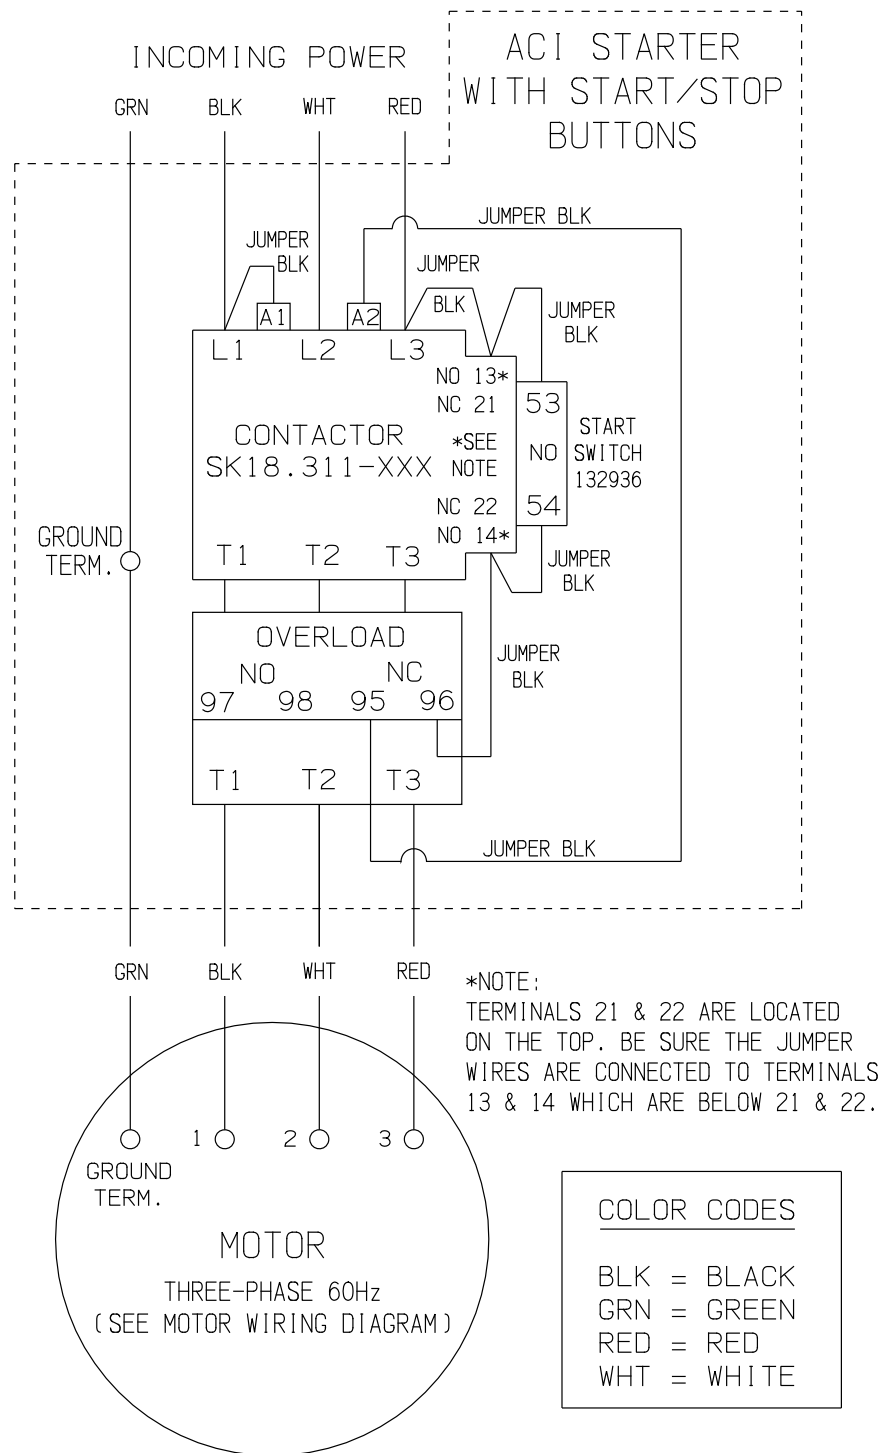 INCOMING POWER
ACI STARTER
WITH START/STOP
BUTTONS
GRN BLK WHT RED
JUMPER BLK
JUMPER
BLK
JUMPER
BLK
JUMPER
BLK
A1 A2
L1 L2 L3
NO 13*
NC 21
53
CONTACTOR
SK18.311-XXX
*SEE
NOTE
NO
START
SWITCH
132936
NC 22
NO 14*
54
GROUND
TERM.
T1 T2 T3
JUMPER
BLK
OVERLOAD
NO NC
97 98 95 96
JUMPER
BLK
T1 T2 T3
JUMPER BLK
GRN BLK WHT RED
*NOTE:
TERMINALS 21 & 22 ARE LOCATED
ON THE TOP. BE SURE THE JUMPER
WIRES ARE CONNECTED TO TERMINALS
13 & 14 WHICH ARE BELOW 21 & 22.
1 2 3
GROUND
TERM.
MOTOR
THREE-PHASE 60Hz
(SEE MOTOR WIRING DIAGRAM)
COLOR CODES
BLK = BLACK
GRN = GREEN
RED = RED
WHT = WHITE